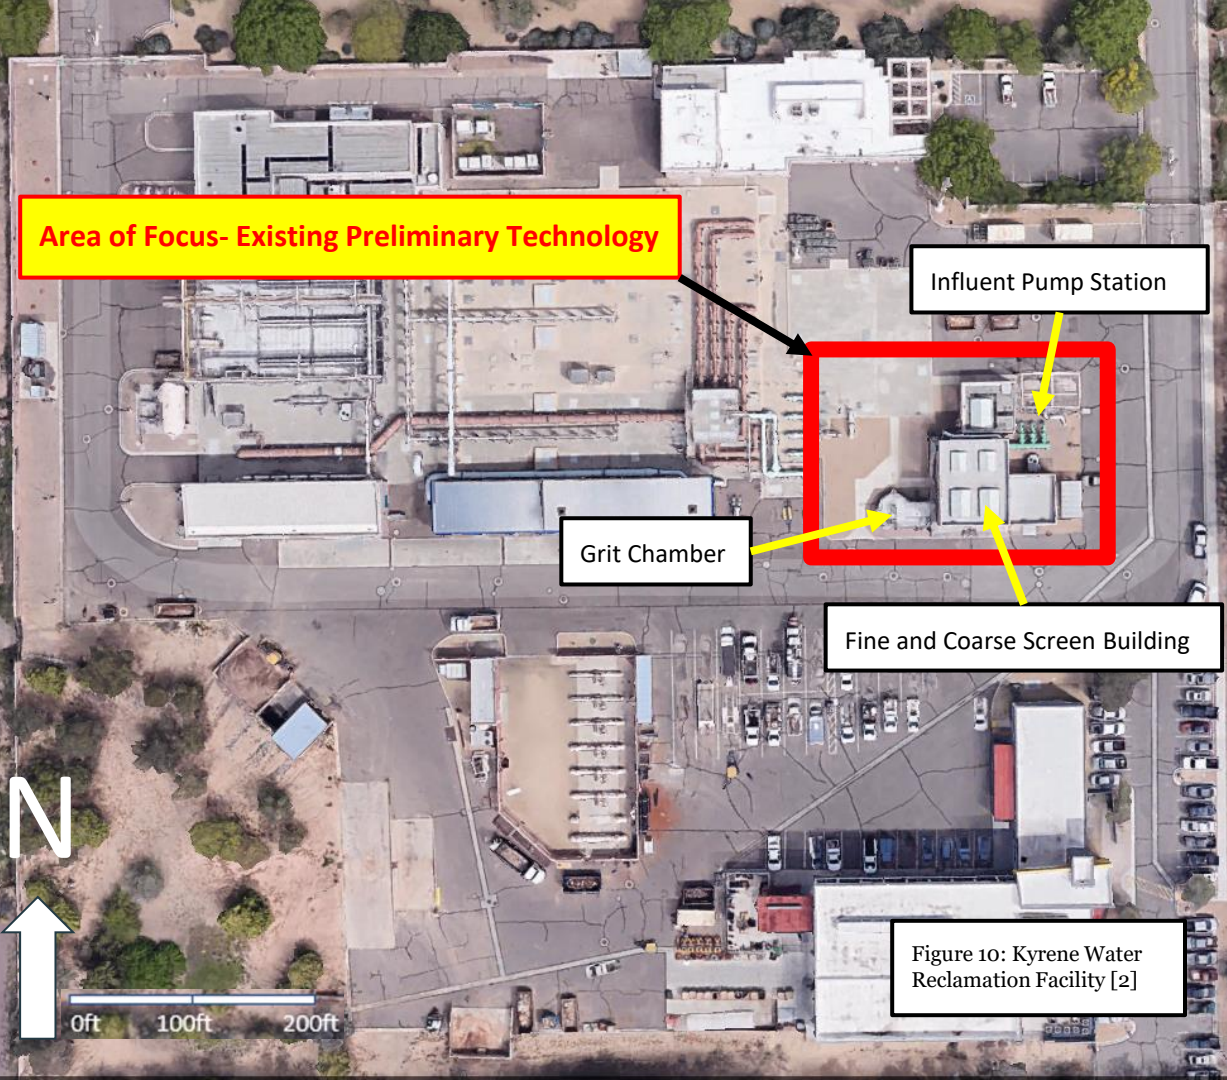 Area of Focus- Existing Preliminary Technology
Influent Pump Station
Grit Chamber
Fine and Coarse Screen Building
N
0ft 100ft 200ft
Figure 10: Kyrene Water
Reclamation Facility [2]